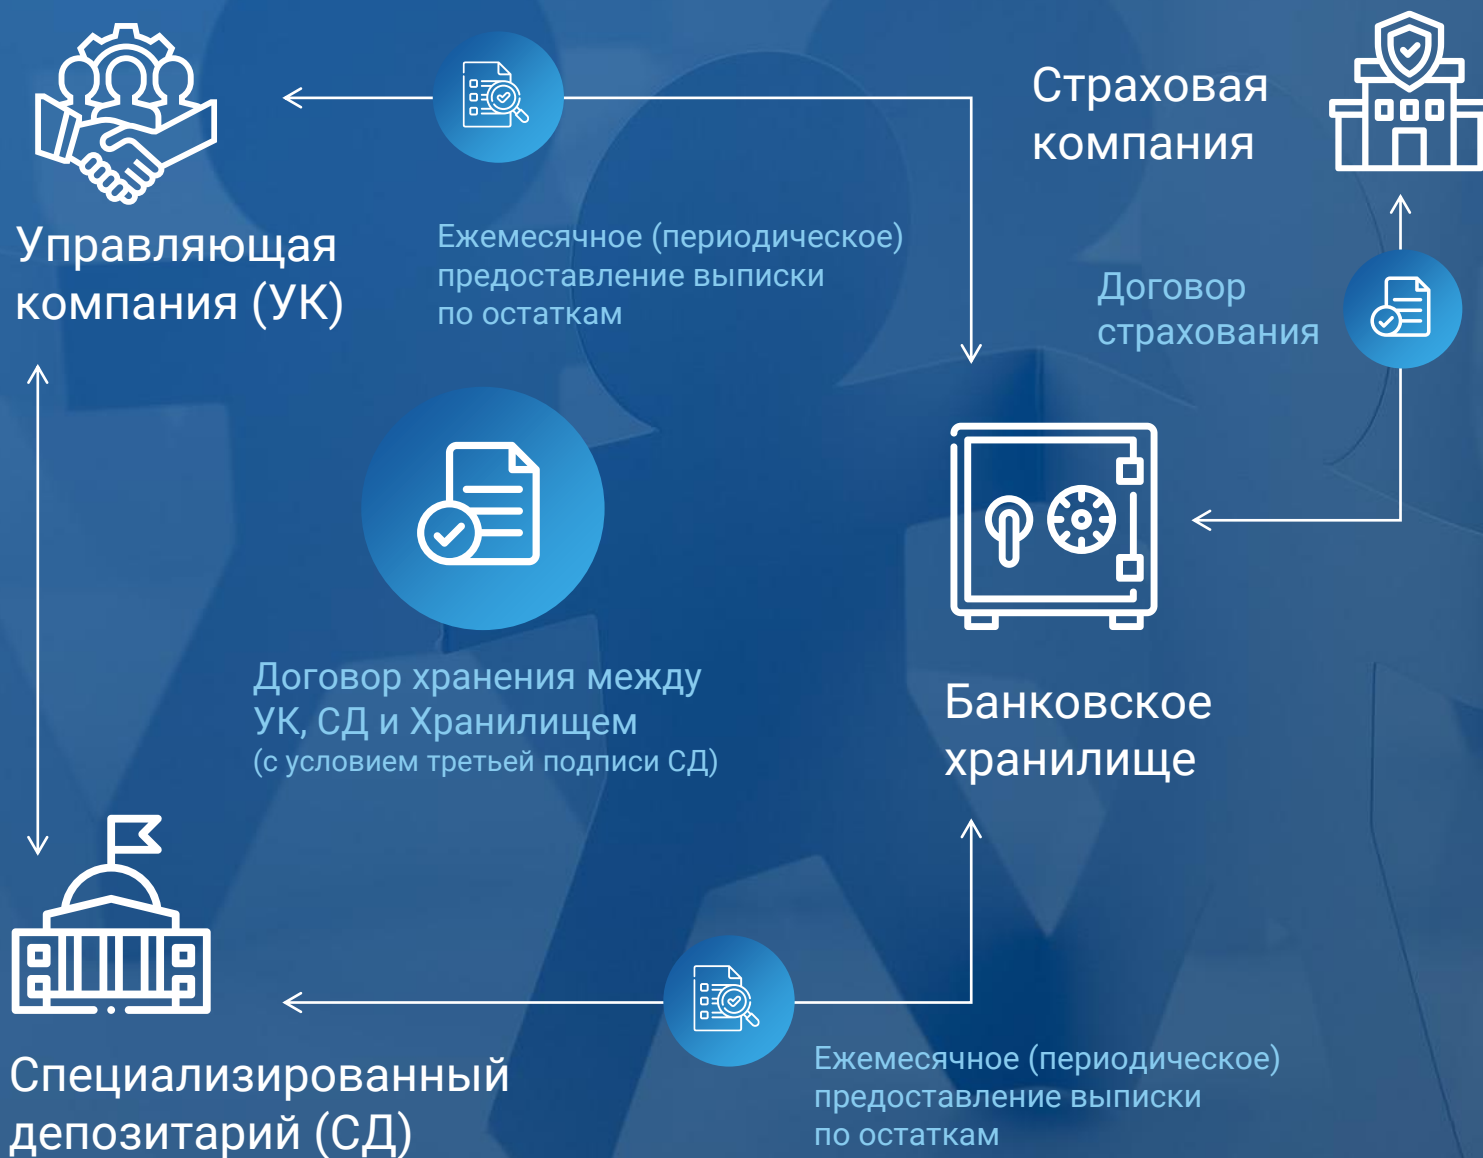 Страховая
компания
Управляющая
компания (УК)
Ежемесячное (периодическое)
предоставление выписки
по остаткам
Договор
страхования
Договор хранения между
УК, СД и Хранилищем
(с условием третьей подписи СД)
Банковское
хранилище
Специализированный
депозитарий (СД)
Ежемесячное (периодическое)
предоставление выписки
по остаткам